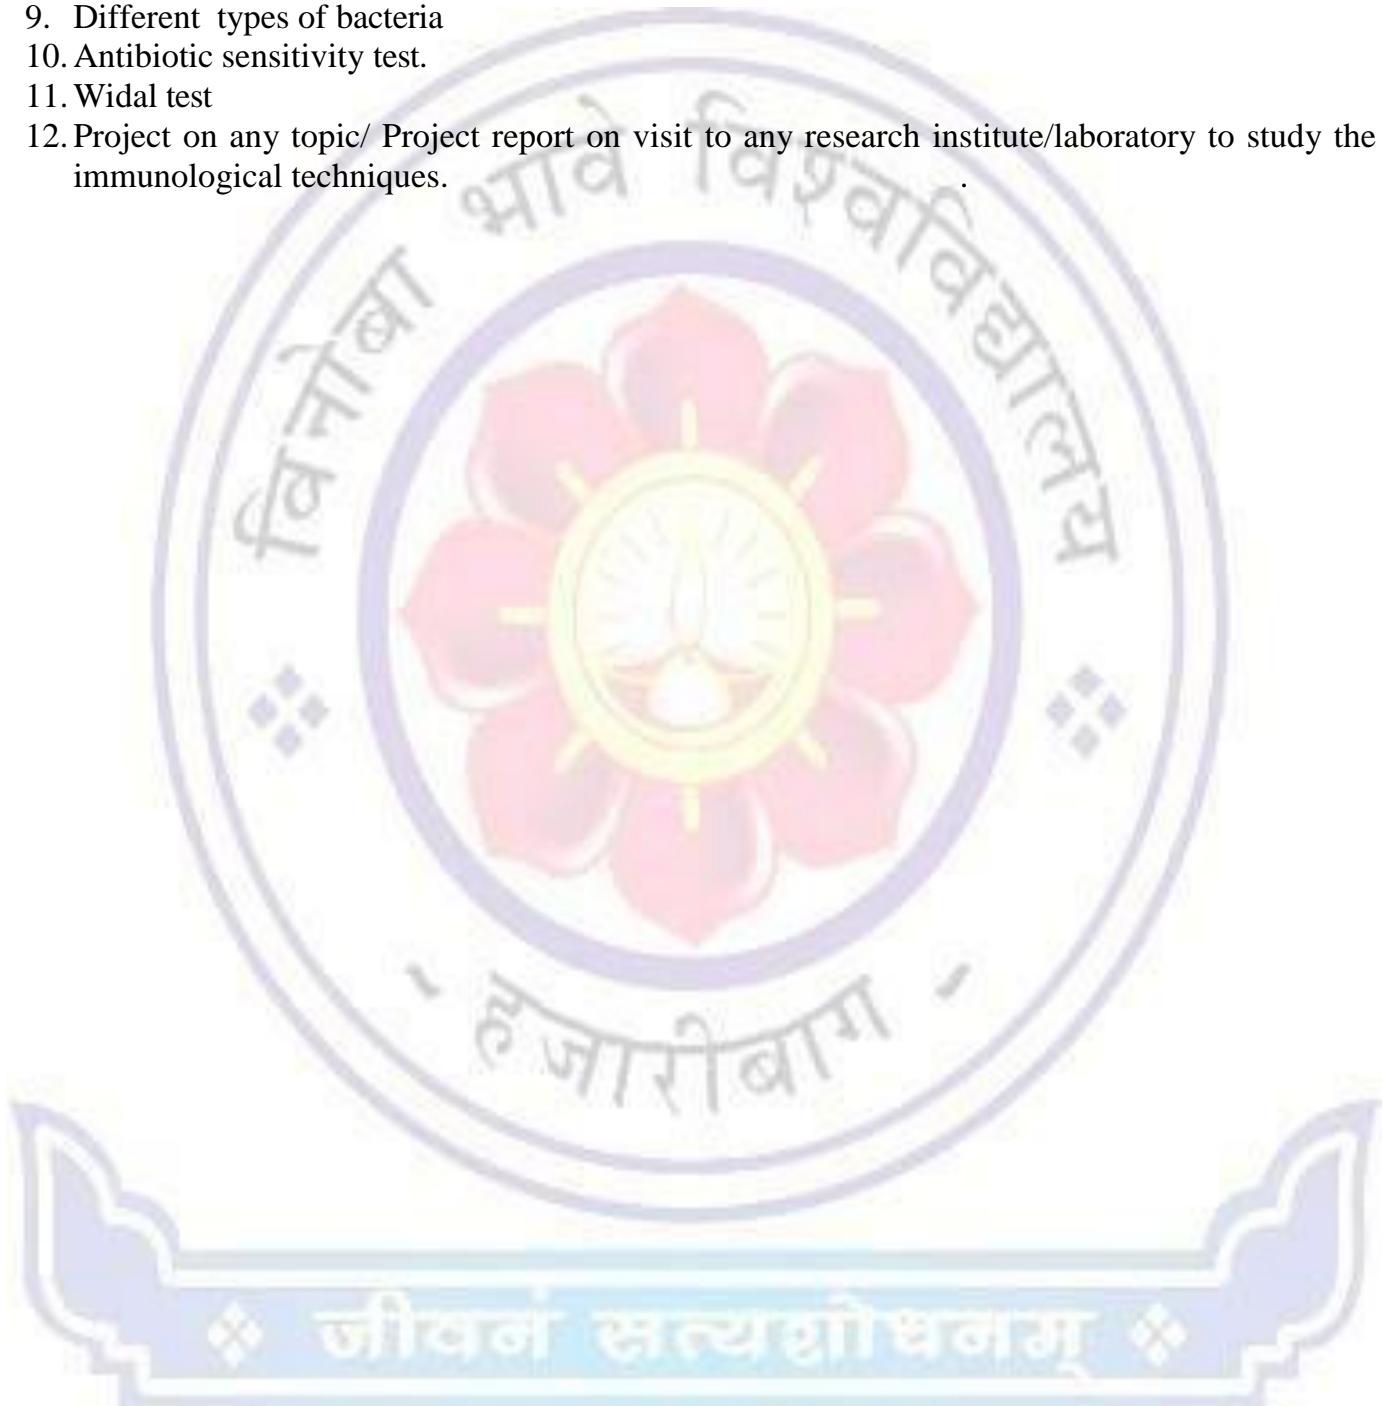 9. Different types of bacteria
10. Antibiotic sensitivity test.
11. Widal test
12. Project on any topic/ Project report on visit to any research institute/laboratory to study the
immunological techniques. .
विनोबा भावे विश्वविद्यालय
- हजारीबाग -
जीवनं सत्यशोधनम्